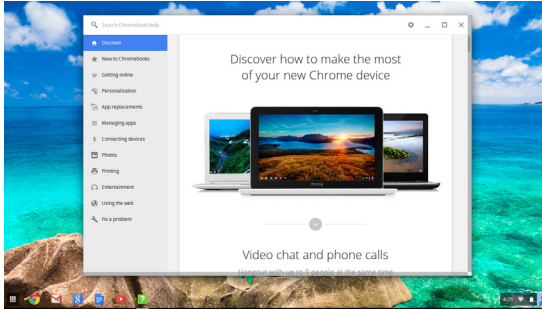 Search Chromebook Help
Discover
New to Chromebooks
Getting online
Personalization
App replacements
Managing apps
Connecting devices
Photos
Printing
Entertainment
Using the web
Fix a problem
Discover how to make the most
of your new Chrome device
Video chat and phone calls
Hangout with up to 9 people at the same time
4:29